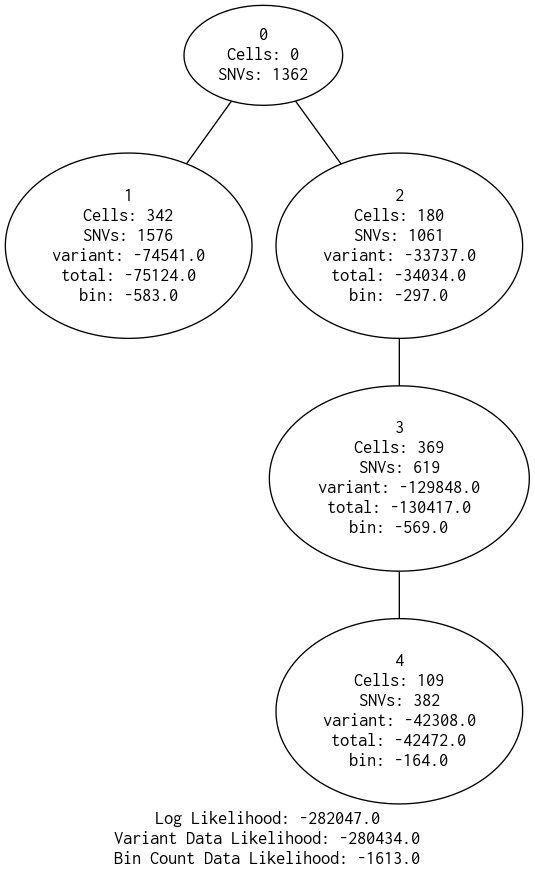 0
Cells: 0
SNVs: 1362
1
Cells: 342
SNVs: 1576
variant: -74541.0
total: -75124.0
bin: -583.0
2
Cells: 180
SNVs: 1061
variant: -33737.0
total: -34034.0
bin: -297.0
3
Cells: 369
SNVs: 619
variant: -129848.0
total: -130417.0
bin: -569.0
4
Cells: 109
SNVs: 382
variant: -42308.0
total: -42472.0
bin: -164.0
Log Likelihood: -282047.0
Variant Data Likelihood: -280434.0
Bin Count Data Likelihood: -1613.0